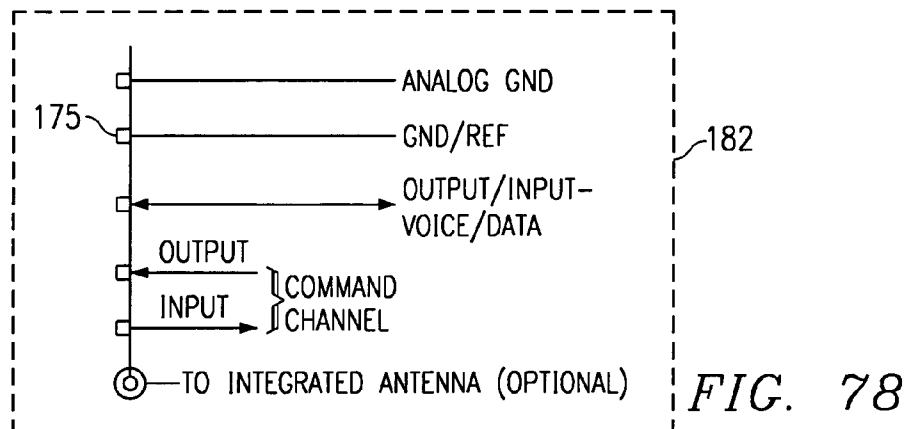 ANALOG GND
175
GND/REF
182
OUTPUT/INPUT-
VOICE/DATA
OUTPUT
COMMAND
INPUT
CHANNEL
TO INTEGRATED ANTENNA (OPTIONAL)
FIG. 78